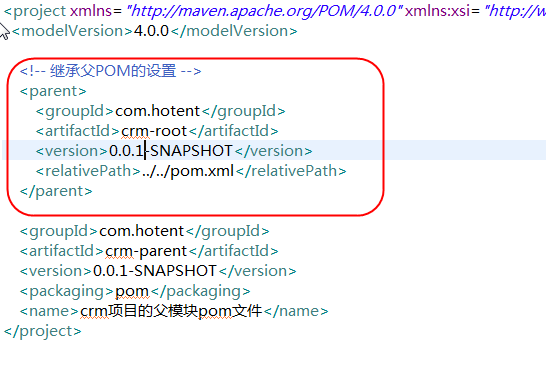 <project xmlns="http://maven.apache.org/POM/4.0.0" xmlns:xsi="http://w
<modelVersion>4.0.0</modelVersion>
<!-- 继承父POM的设置 -->
<parent>
<groupId>com.hotent</groupId>
<artifactId>crm-root</artifactId>
<version>0.0.1-SNAPSHOT</version>
<relativePath>../../pom.xml</relativePath>
</parent>
<groupId>com.hotent</groupId>
<artifactId>crm-parent</artifactId>
<version>0.0.1-SNAPSHOT</version>
<packaging>pom</packaging>
<name>crm项目的父模块pom文件</name>
</project>